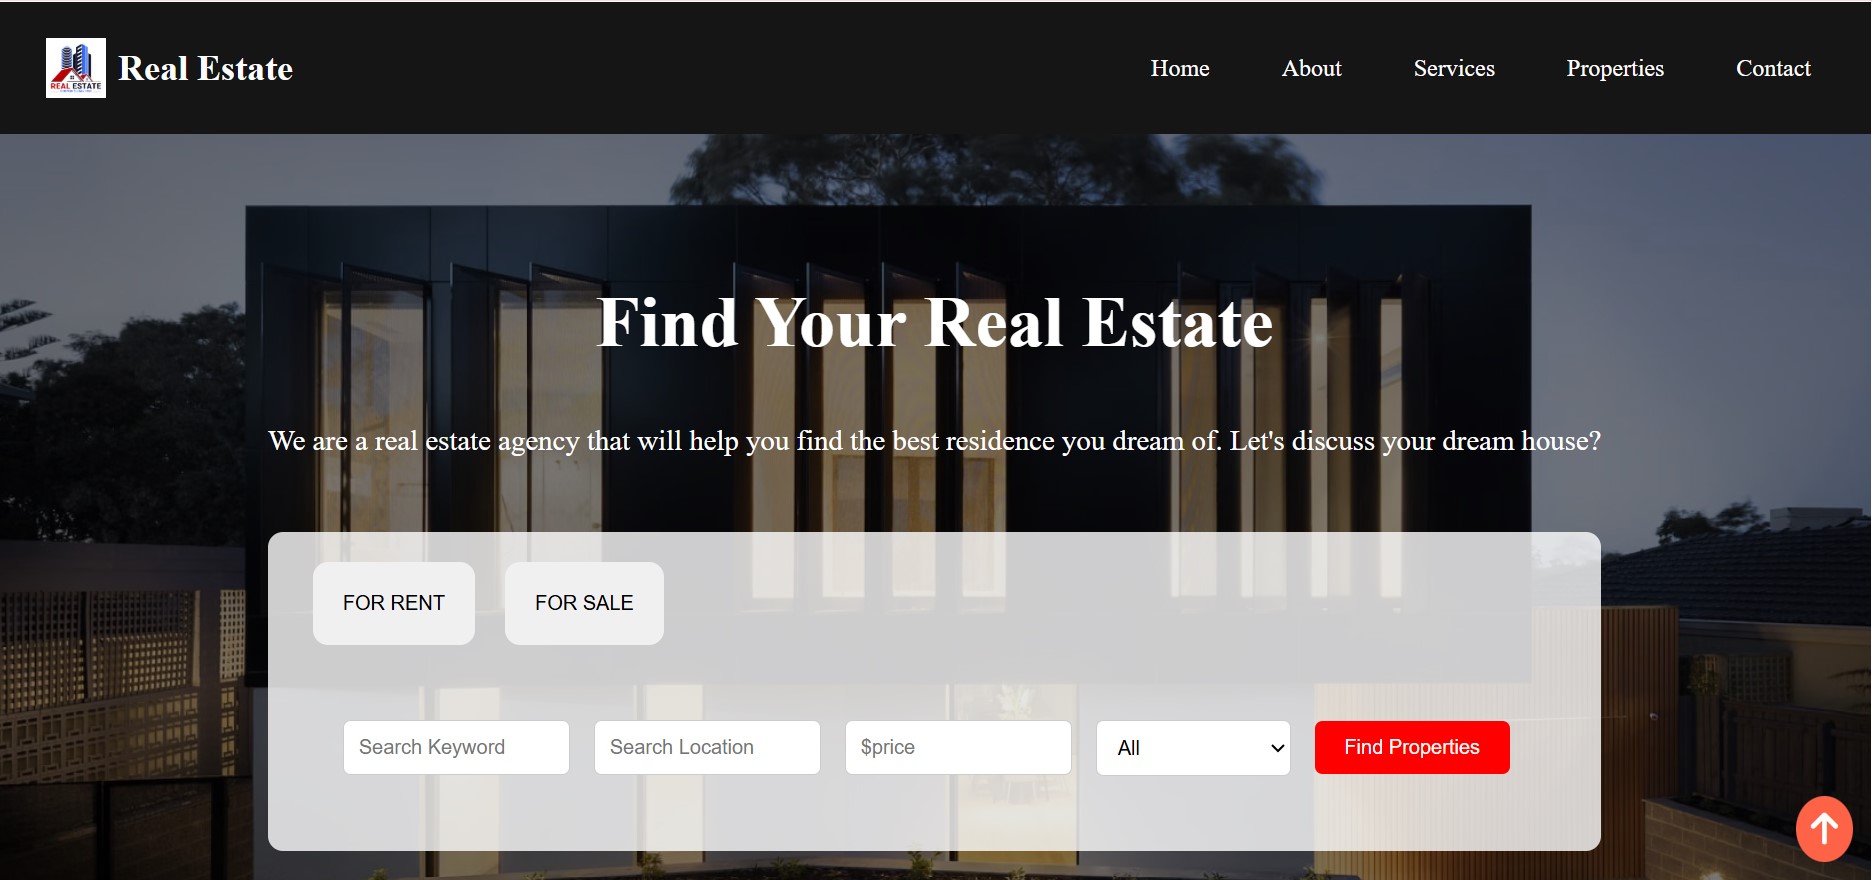 REAL ESTATE
Real Estate
Home
About
Services
Properties
Contact
Find Your Real Estate
We are a real estate agency that will help you find the best residence you dream of. Let's discuss your dream house?
FOR RENT
FOR SALE
Search Keyword
Search Location
$price
All
Find Properties